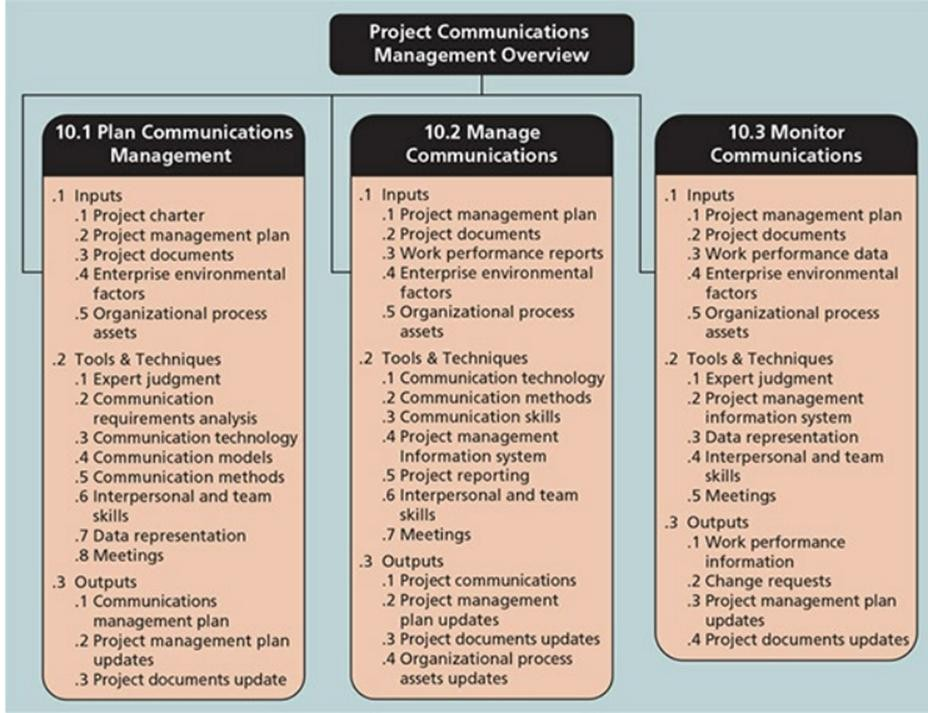 Project Communications
Management Overview
10.1 Plan Communications
Management
.1 Inputs
.1 Project charter
.2 Project management plan
.3 Project documents
.4 Enterprise environmental
factors
.5 Organizational process
assets
.2 Tools & Techniques
.1 Expert judgment
.2 Communication
requirements analysis
.3 Communication technology
.4 Communication models
.5 Communication methods
.6 Interpersonal and team
skills
.7 Data representation
.8 Meetings
.3 Outputs
.1 Communications
management plan
.2 Project management plan
updates
.3 Project documents update
10.2 Manage
Communications
.1 Inputs
.1 Project management plan
.2 Project documents
.3 Work performance reports
.4 Enterprise environmental
factors
.5 Organizational process
assets
.2 Tools & Techniques
.1 Communication technology
.2 Communication methods
.3 Communication skills
.4 Project management
Information system
.5 Project reporting
.6 Interpersonal and team
skills
.7 Meetings
.3 Outputs
.1 Project communications
.2 Project management
plan updates
.3 Project documents updates
.4 Organizational process
assets updates
10.3 Monitor
Communications
.1 Inputs
.1 Project management plan
.2 Project documents
.3 Work performance data
.4 Enterprise environmental
factors
.5 Organizational process
assets
.2 Tools & Techniques
.1 Expert judgment
.2 Project management
information system
.3 Data representation
.4 Interpersonal and team
skills
.5 Meetings
.3 Outputs
.1 Work performance
information
.2 Change requests
.3 Project management plan
updates
.4 Project documents updates